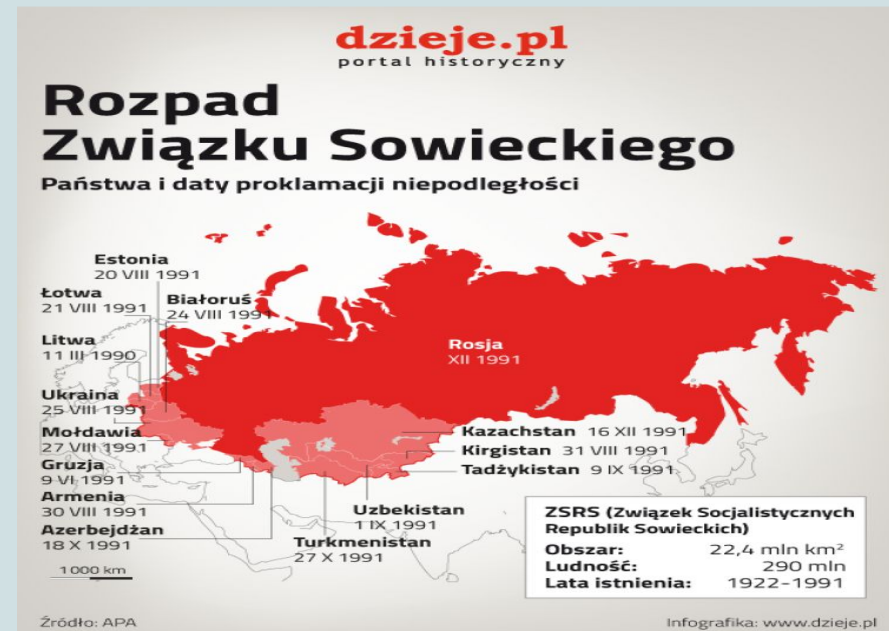 dzieje.pl
portal historyczny
Rozpad
Związku Sowieckiego
Państwa i daty proklamacji niepodległości
Estonia
20 VIII 1991
Łotwa
21 VIII 1991
Białoruś
24 VIII 1991
Litwa
11 III 1990
Rosja
XII 1991
Ukraina
25 VIII 1991
Mołdawia
27 VIII 1991
Gruzja
9 VI 1991
Armenia
30 VIII 1991
Azerbejdżan
18 X 1991
Kazachstan 16 XII 1991
Kirgistan 31 VIII 1991
Tadżykistan 9 IX 1991
Uzbekistan
1 IX 1991
Turkmenistan
27 X 1991
1 000 km
ZSRS (Związek Socjalistycznych
Republik Sowieckich)
Obszar: 22,4 mln km²
Ludność: 290 mln
Lata istnienia: 1922-1991
Źródło: APA
Infografika: www.dzieje.pl